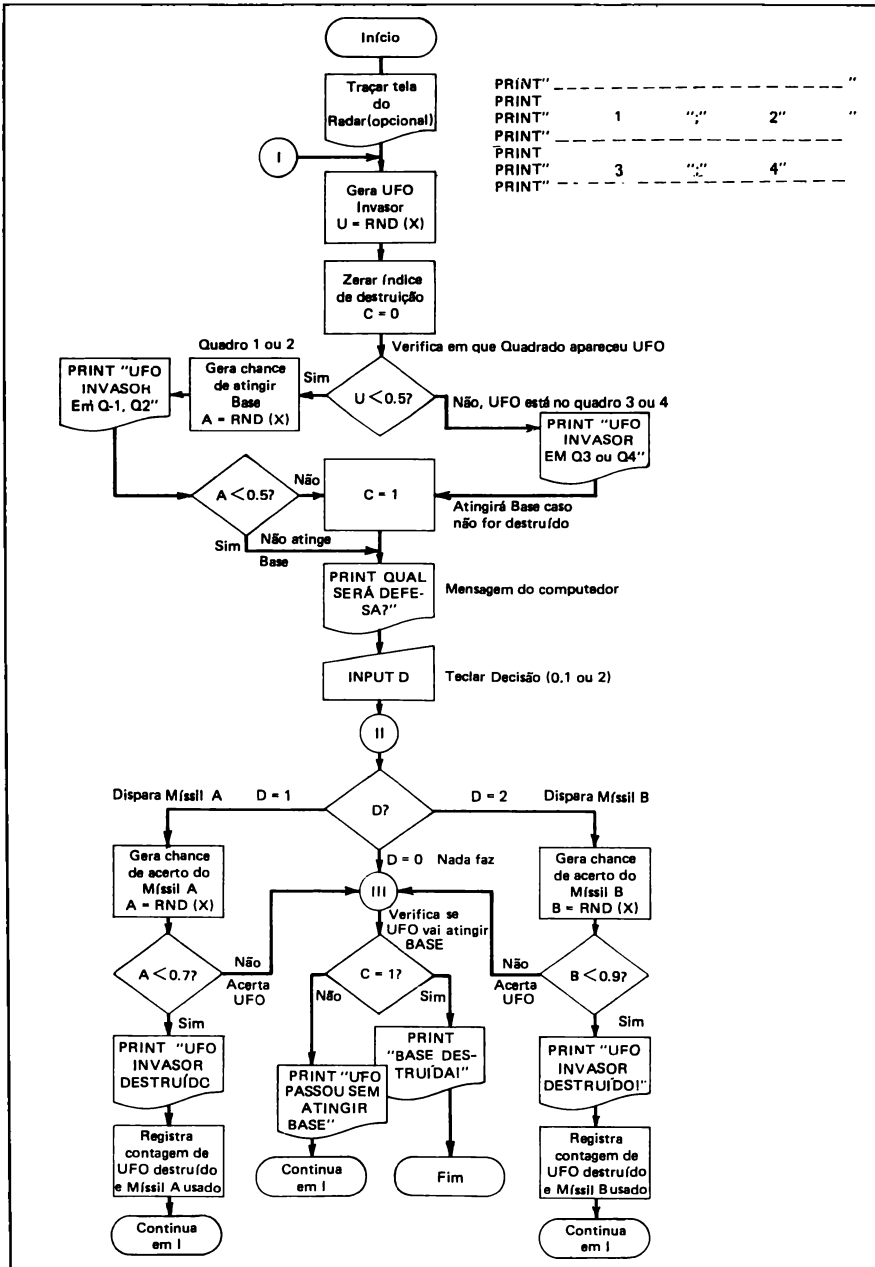 Início
Traçar tela
do
Radar(opcional)
PRINT" _ _ _ _ _ _ _ _ _ _ _ _ _ _ _ _ _ _ _ _ "
PRINT
PRINT" 1 ";" 2" "
PRINT" _ _ _ _ _ _ _ _ _ _ _ _ _ _ _ _ _ _ _ _
PRINT
PRINT" 3 ";" 4"
PRINT" _ _ _ _ _ _ _ _ _ _ _ _ _ _ _ _ _ _ _ _
I
Gera UFO
Invasor
U = RND (X)
Zerar índice
de destruição
C = 0
Verifica em que Quadrado apareceu UFO
U < 0.5?
Sim
Quadro 1 ou 2
Gera chance
de atingir
Base
A = RND (X)
PRINT "UFO
INVASOR
Em Q-1, Q2"
Não, UFO está no quadro 3 ou 4
PRINT "UFO
INVASOR
EM Q3 ou Q4"
A < 0.5?
Não
C = 1
Atingirá Base caso
não for destruído
Sim
Não atinge
Base
PRINT QUAL
SERÁ DEFE-
SA?"
Mensagem do computador
INPUT D
Teclar Decisão (0,1 ou 2)
II
D?
Dispara Míssil A D = 1
D = 2 Dispara Míssil B
D = 0 Nada faz
Gera chance
de acerto do
Míssil A
A = RND (X)
III
Gera chance
de acerto do
Míssil B
B = RND (X)
Verifica se
UFO vai atingir
BASE
A < 0.7?
Não
Acerta
UFO
C = 1?
Não
Acerta
UFO
B < 0.9?
Sim
Não
Sim
Sim
PRINT "UFO
INVASOR
DESTRUÍDO
PRINT "UFO
PASSOU SEM
ATINGIR
BASE"
PRINT
"BASE DES-
TRUÍDA!"
PRINT "UFO
INVASOR
DESTRUIDO!"
Registra
contagem de
UFO destruído
e Míssil A usado
Continua
em I
Fim
Registra
contagem de
UFO destruído
e Míssil B usado
Continua
em I
Continua
em I